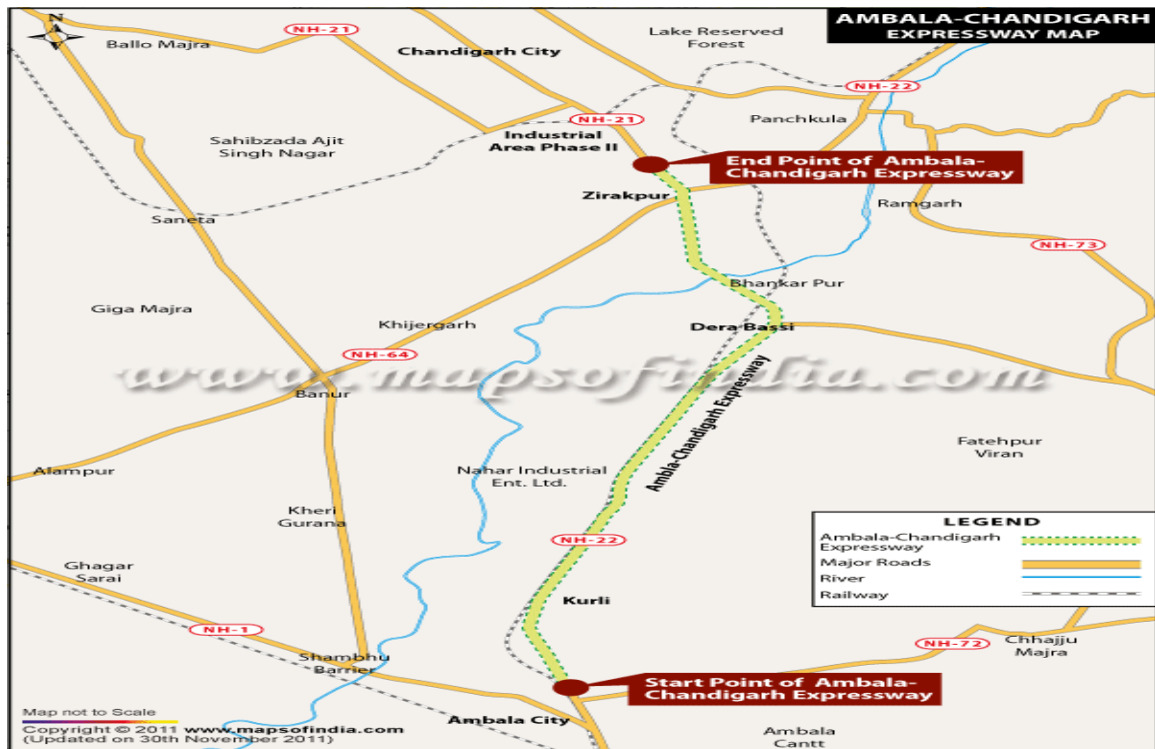 AMBALA-CHANDIGARH
EXPRESSWAY MAP
N
Ballo Majra
NH-21
Chandigarh City
Lake Reserved
Forest
NH-22
NH-21
Panchkula
Sahibzada Ajit
Singh Nagar
Industrial
Area Phase II
End Point of Ambala-
Chandigarh Expressway
Zirakpur
Ramgarh
Saneta
NH-73
Bhankar Pur
Giga Majra
Khijergarh
Dera Bassi
NH-64
www.mapsofindia.com
Banur
Ambla-Chandigarh Expressway
Fatehpur
Viran
Alampur
Nahar Industrial
Ent. Ltd.
Kheri
Gurana
NH-22
LEGEND
Ambala-Chandigarh
Expressway
Major Roads
River
Railway
Ghagar
Sarai
Kurli
NH-1
NH-72
Chhajju
Majra
Shambhu
Barrier
Start Point of Ambala-
Chandigarh Expressway
Ambala City
Ambala
Cantt
Map not to Scale
Copyright © 2011 www.mapsofindia.com
(Updated on 30th November 2011)